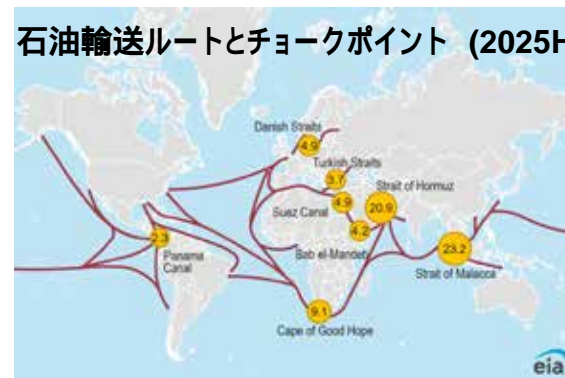 石油輸送ルートとチョークポイント (2025H
Danish Straits
4.9
Turkish Straits
3.7
Strait of Hormuz
20.9
Suez Canal
4.9
4.2
Bab el-Mandeb
2.3
Panama
Canal
23.2
Strait of Malacca
9.1
Cape of Good Hope
eia